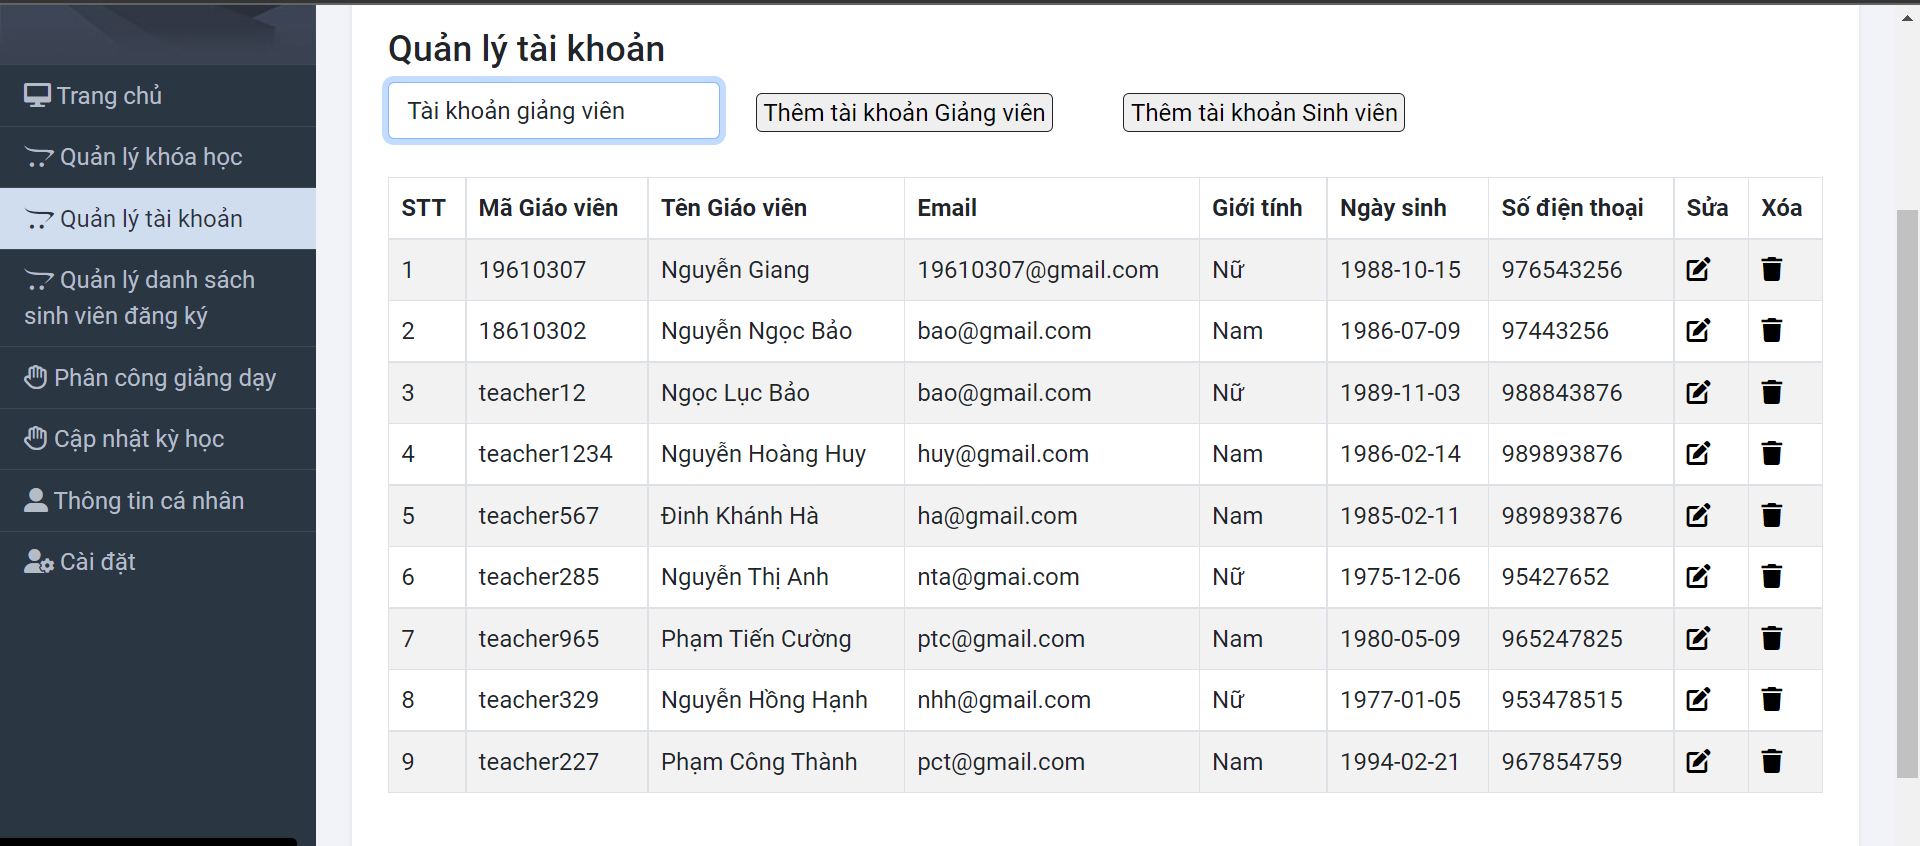 Trang chủ
Quản lý khóa học
Quản lý tài khoản
Quản lý danh sách
sinh viên đăng ký
Phân công giảng dạy
Cập nhật kỳ học
Thông tin cá nhân
Cài đặt
Quản lý tài khoản
Tài khoản giảng viên
Thêm tài khoản Giảng viên
Thêm tài khoản Sinh viên
STT Mã Giáo viên Tên Giáo viên Email Giới tính Ngày sinh Số điện thoại Sửa Xóa
1 19610307 Nguyễn Giang 19610307@gmail.com Nữ 1988-10-15 976543256
2 18610302 Nguyễn Ngọc Bảo bao@gmail.com Nam 1986-07-09 97443256
3 teacher12 Ngọc Lục Bảo bao@gmail.com Nữ 1989-11-03 988843876
4 teacher1234 Nguyễn Hoàng Huy huy@gmail.com Nam 1986-02-14 989893876
5 teacher567 Đinh Khánh Hà ha@gmail.com Nam 1985-02-11 989893876
6 teacher285 Nguyễn Thị Anh nta@gmai.com Nữ 1975-12-06 95427652
7 teacher965 Phạm Tiến Cường ptc@gmail.com Nam 1980-05-09 965247825
8 teacher329 Nguyễn Hồng Hạnh nhh@gmail.com Nữ 1977-01-05 953478515
9 teacher227 Phạm Công Thành pct@gmail.com Nam 1994-02-21 967854759